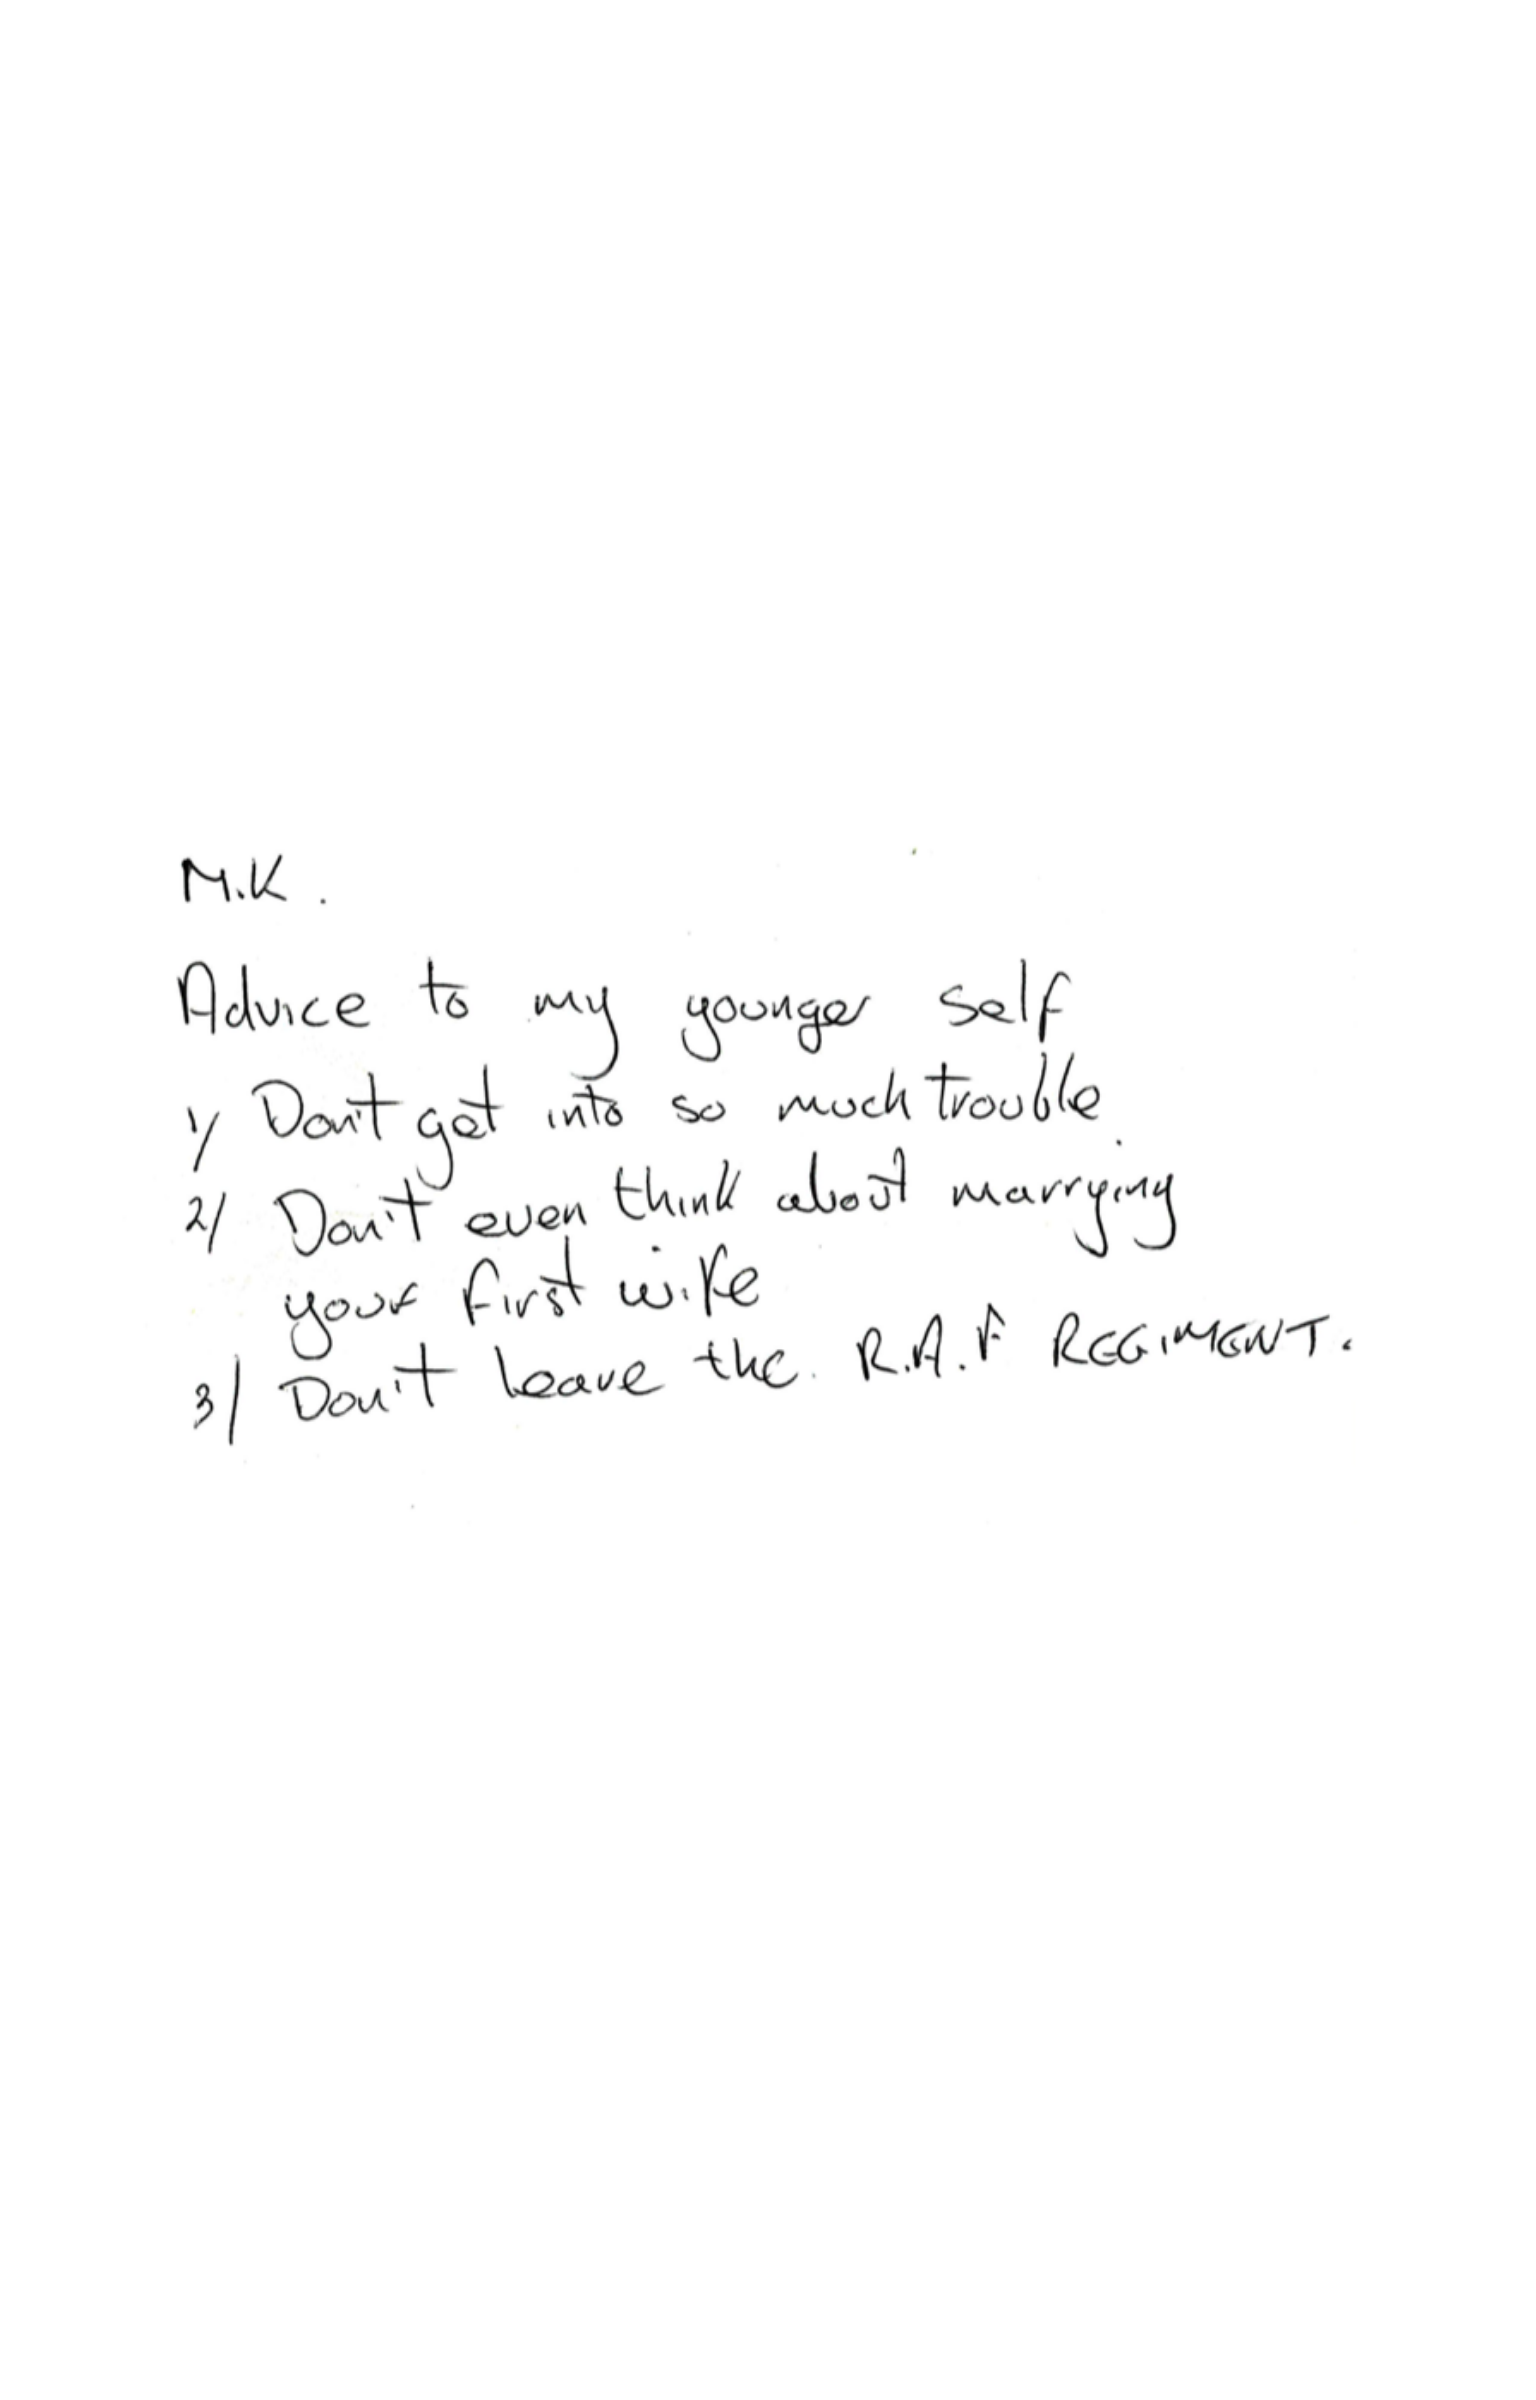 M.K.
Advice to my younger self
1/ Don't get into so much trouble.
2/ Don't even think about marrying
your first wife
3/ Don't leave the. R.A.F REGIMENT.